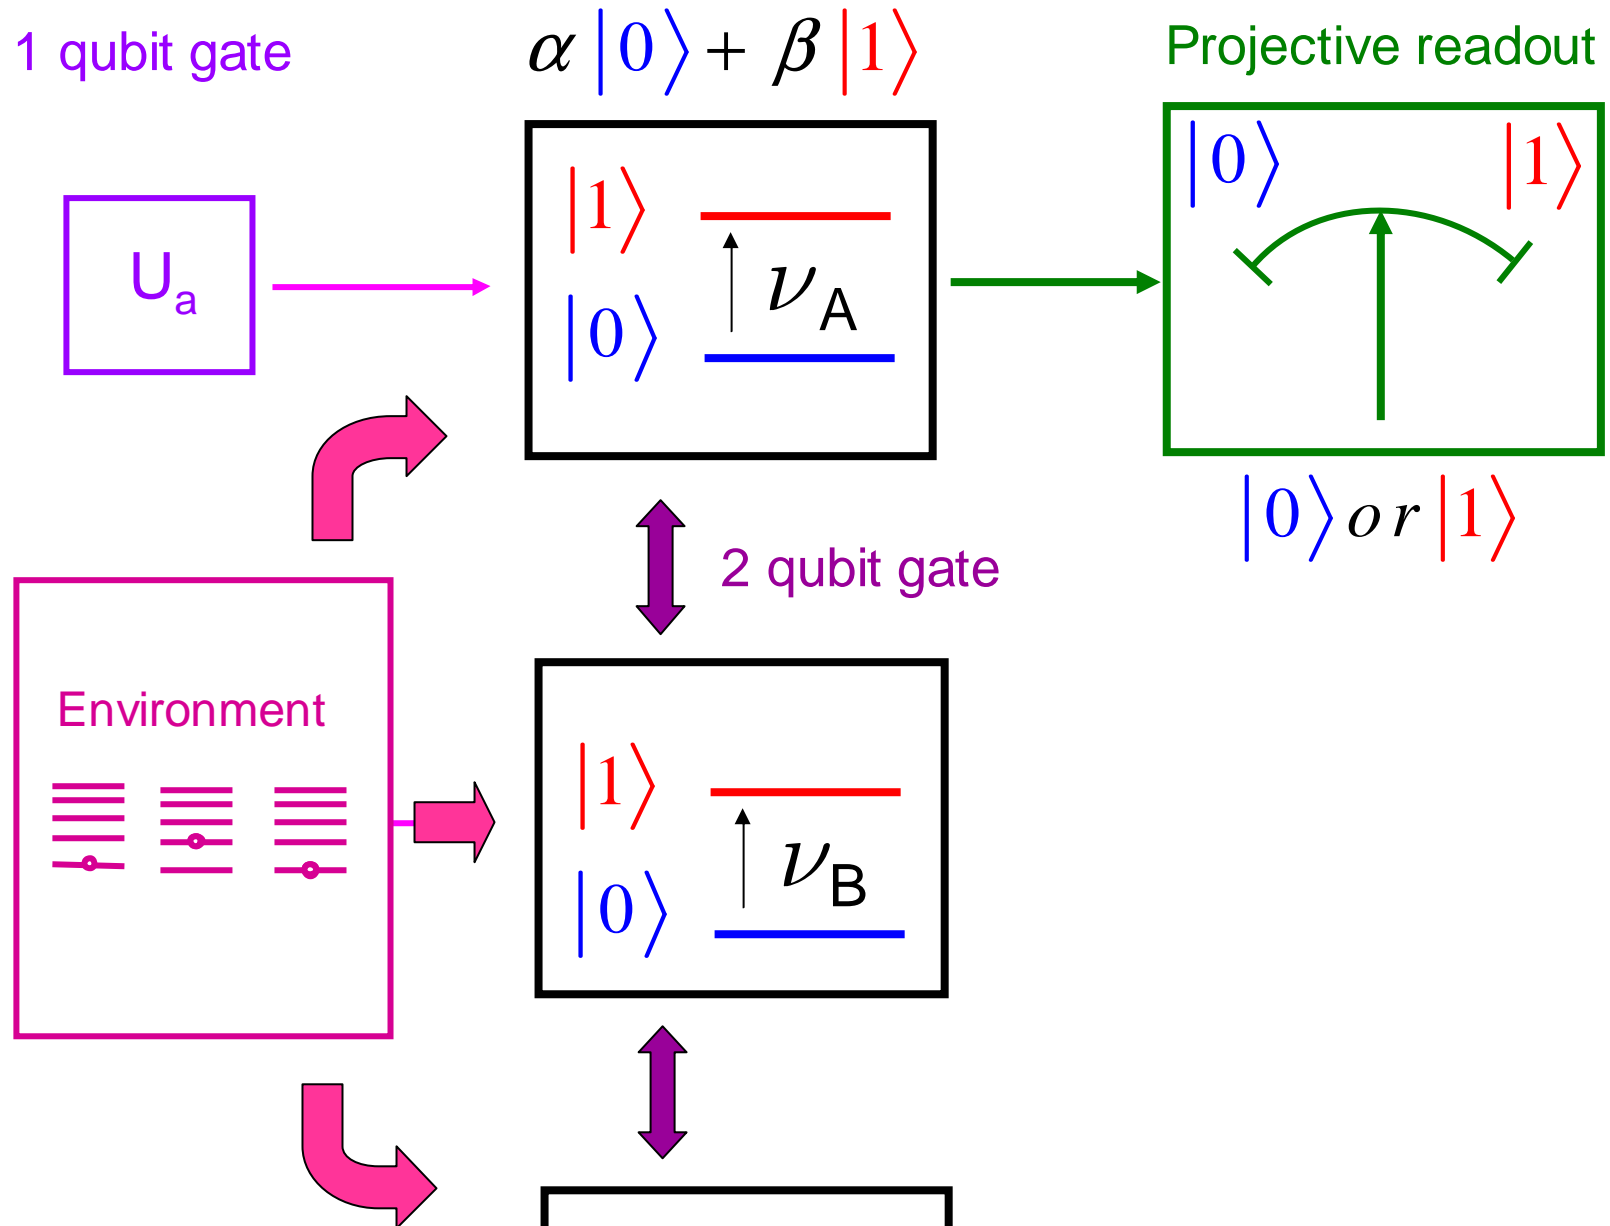 1 qubit gate
α|0⟩ + β|1⟩
Projective readout
U_a
|1⟩
|0⟩
ν_A
|0⟩ |1⟩
|0⟩ or |1⟩
2 qubit gate
Environment
|1⟩
|0⟩
ν_B